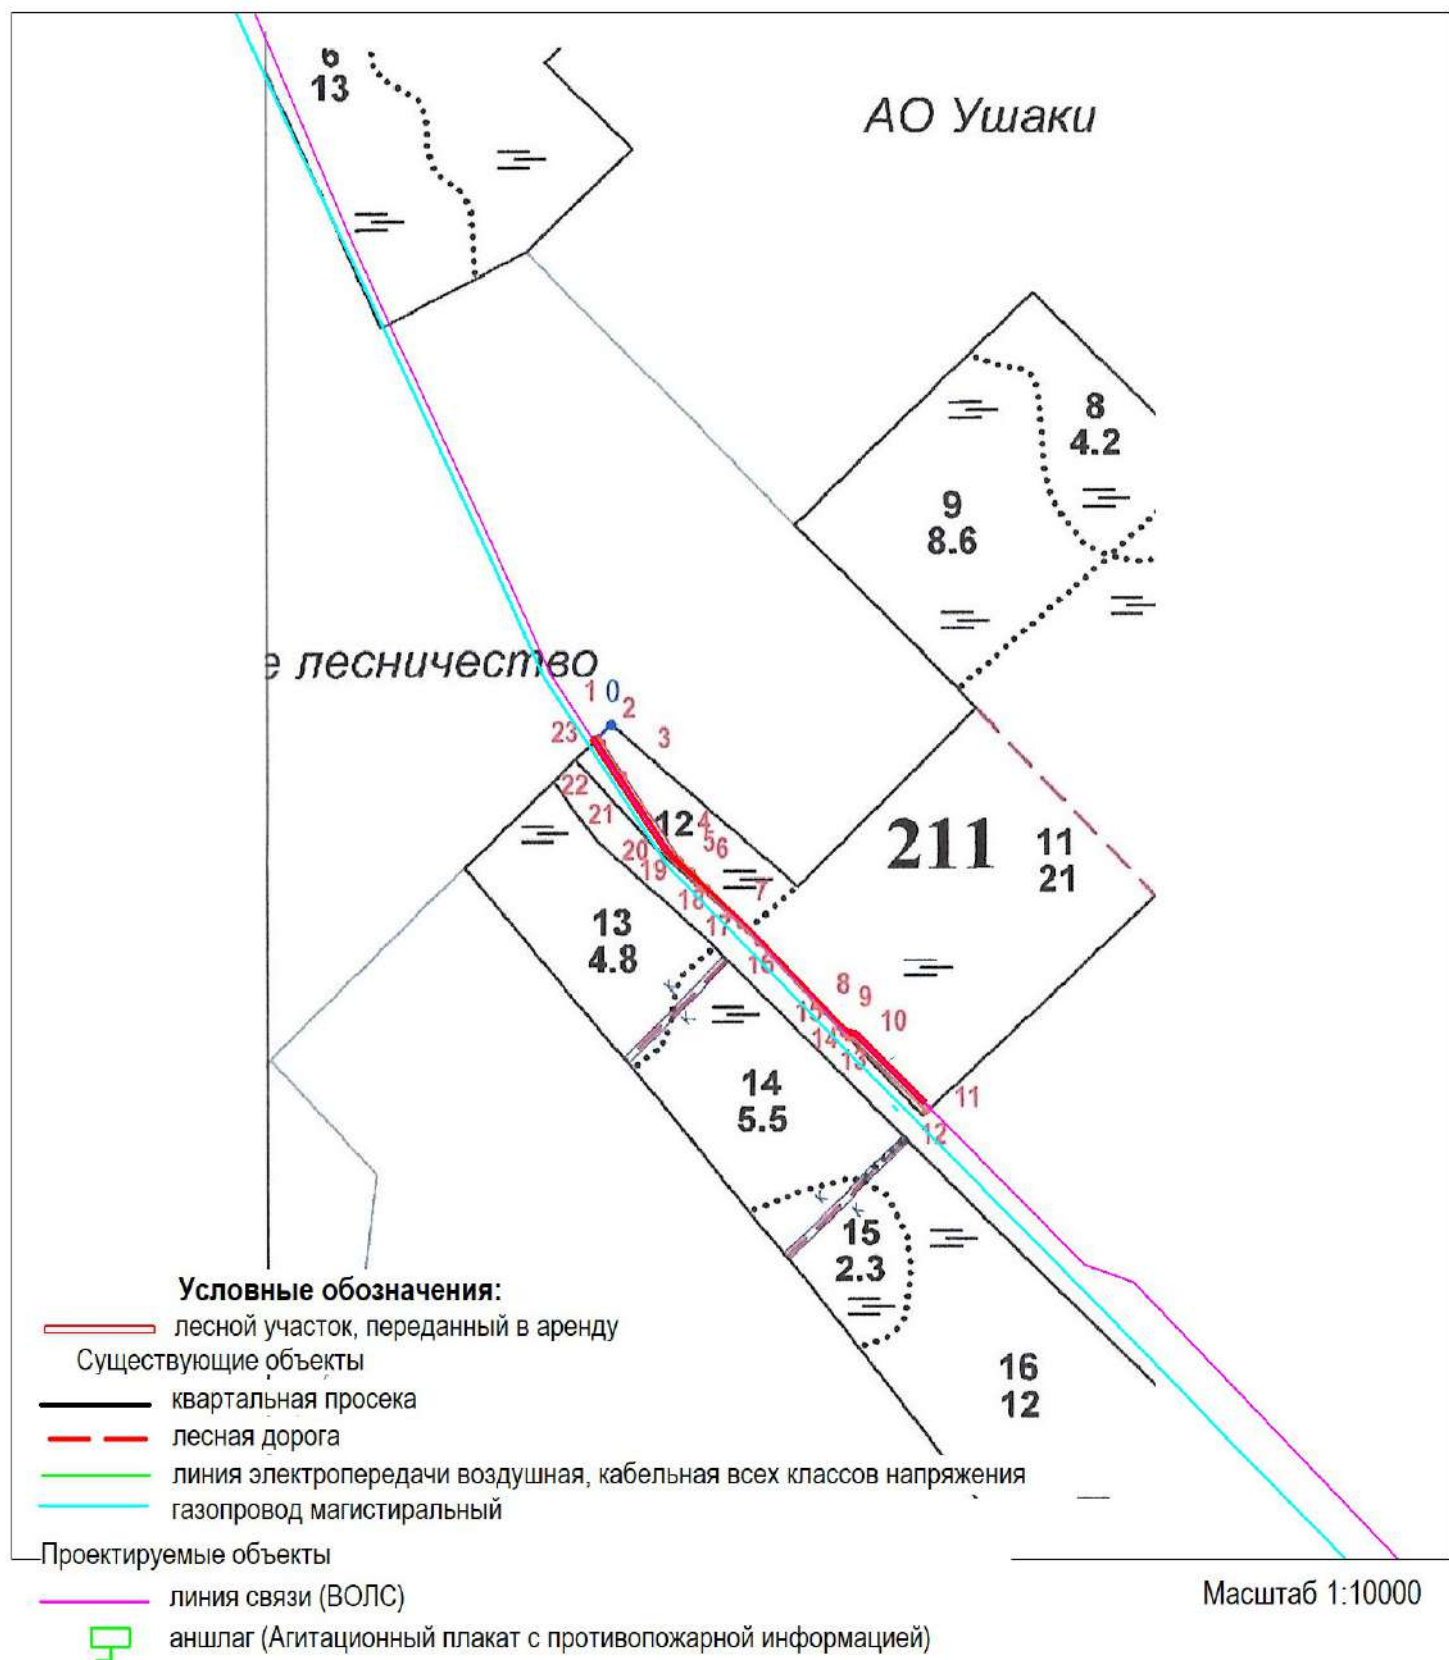 6
13
АО Ушаки
8
4.2
9
8.6
е лесничество
1 0
2
23
3
22
21
12
4
5
6
20
19
7
18
17
16
211
11
21
13
4.8
8
9
10
15
14
13
11
12
14
5.5
к
к
к
к
15
2.3
16
12
Условные обозначения:
лесной участок, переданный в аренду
Существующие объекты
квартальная просека
лесная дорога
линия электропередачи воздушная, кабельная всех классов напряжения
газопровод магистиральный
Проектируемые объекты
линия связи (ВОЛС)
Масштаб 1:10000
аншлаг (Агитационный плакат с противопожарной информацией)